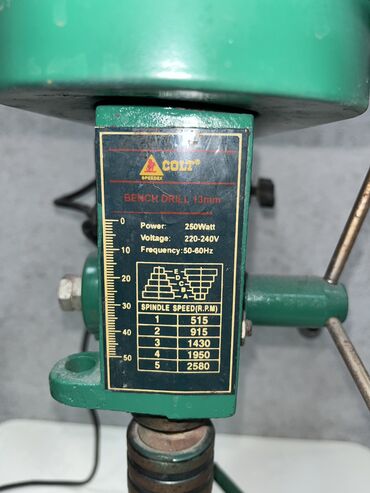 COLT®
SPEEDEX
BENCH DRILL 13mm
Power: 250Watt
Voltage: 220-240V
Frequency:50-60Hz
0
10
20
30
40
50
E
D
C
B
A
SPINDLE SPEED(R.P.M)
1 515
2 915
3 1430
4 1950
5 2580